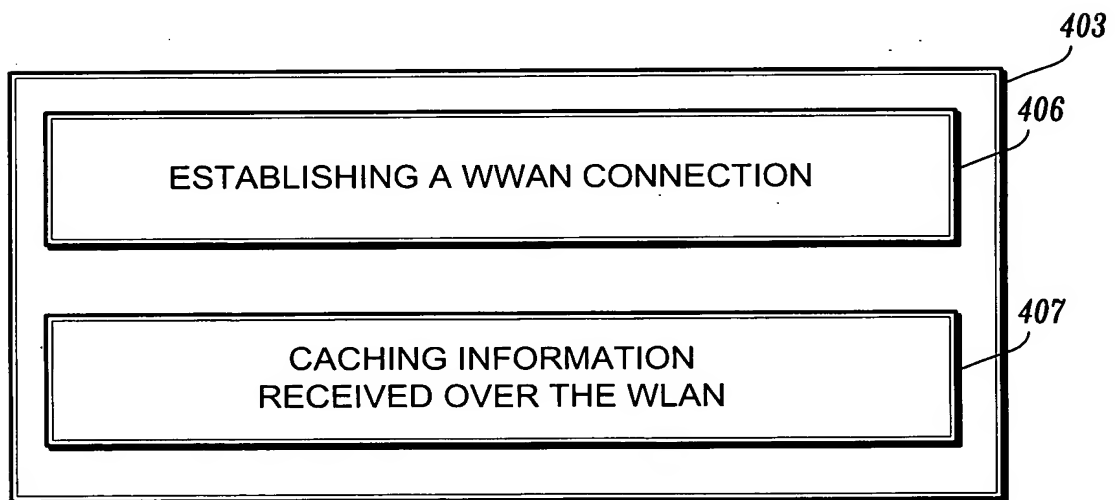 403
406
ESTABLISHING A WWAN CONNECTION
407
CACHING INFORMATION
RECEIVED OVER THE WLAN